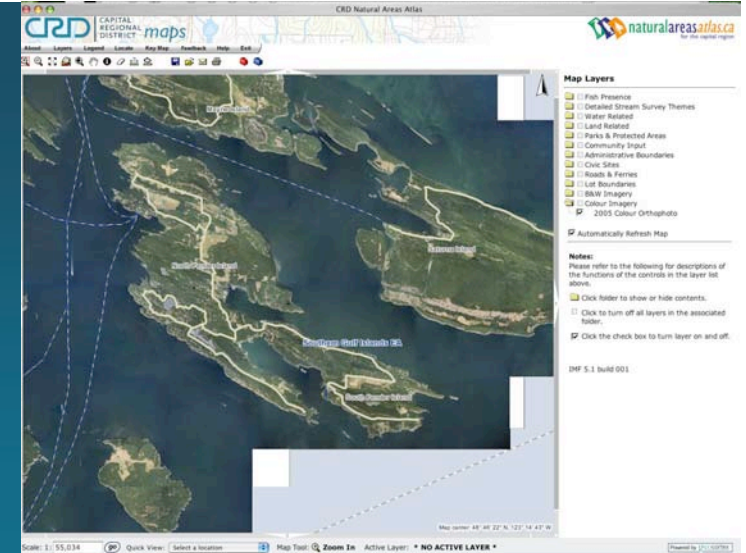 CRD Natural Areas Atlas
CRD
CAPITAL
REGIONAL
DISTRICT
maps
naturalareasatlas.ca
for the capital region
About Layers Legend Locate Key Map Feedback Help Exit
Mayne Island
Saturna Island
North Pender Island
Southern Gulf Islands EA
South Pender Island
Map Layers
Fish Presence
Detailed Stream Survey Themes
Water Related
Land Related
Parks & Protected Areas
Community Input
Administrative Boundaries
Civic Sites
Roads & Ferries
Lot Boundaries
B&W Imagery
Colour Imagery
2005 Colour Orthophoto
Automatically Refresh Map
Notes:
Please refer to the following for descriptions of
the functions of the controls in the layer list
above.
Click folder to show or hide contents.
Click to turn off all layers in the associated
folder.
Click the check box to turn layer on and off.
IMF 5.1 build 001
Scale: 1: 55,034 go Quick View: Select a location Map Tool: Zoom In Active Layer: * NO ACTIVE LAYER *
Powered by